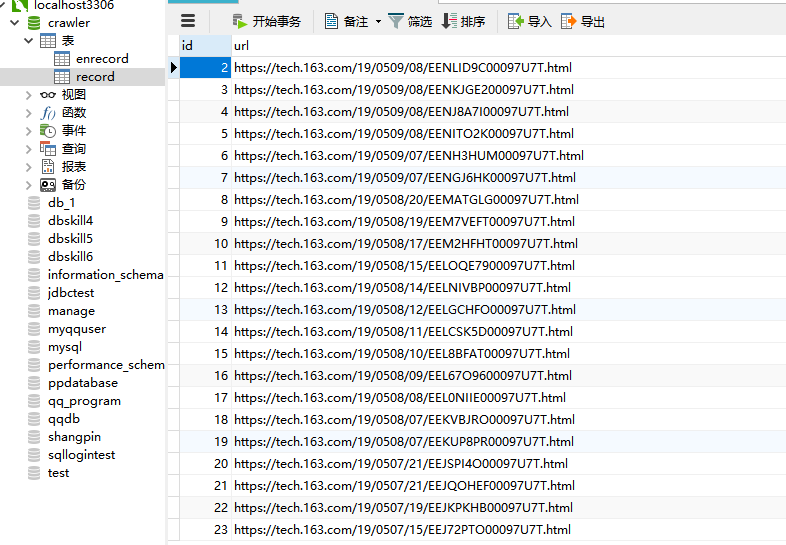 localhost3306
crawler
表
enrecord
record
视图
函数
事件
查询
报表
备份
db_1
dbskill4
dbskill5
dbskill6
information_schema
jdbctest
manage
myqquser
mysql
performance_schem
ppdatabase
qq_program
qqdb
shangpin
sqllogintest
test
开始事务 备注 筛选 排序 导入 导出
id url
2 https://tech.163.com/19/0509/08/EENLID9C00097U7T.html
3 https://tech.163.com/19/0509/08/EENKJGE200097U7T.html
4 https://tech.163.com/19/0509/08/EENJ8A7I00097U7T.html
5 https://tech.163.com/19/0509/08/EENITO2K00097U7T.html
6 https://tech.163.com/19/0509/07/EENH3HUM00097U7T.html
7 https://tech.163.com/19/0509/07/EENGJ6HK00097U7T.html
8 https://tech.163.com/19/0508/20/EEMATGLG00097U7T.html
9 https://tech.163.com/19/0508/19/EEM7VEFT00097U7T.html
10 https://tech.163.com/19/0508/17/EEM2HFHT00097U7T.html
11 https://tech.163.com/19/0508/15/EELOQE7900097U7T.html
12 https://tech.163.com/19/0508/14/EELNIVBP00097U7T.html
13 https://tech.163.com/19/0508/12/EELGCHFO00097U7T.html
14 https://tech.163.com/19/0508/11/EELCSK5D00097U7T.html
15 https://tech.163.com/19/0508/10/EEL8BFAT00097U7T.html
16 https://tech.163.com/19/0508/09/EEL67O9600097U7T.html
17 https://tech.163.com/19/0508/08/EEL0NIIE00097U7T.html
18 https://tech.163.com/19/0508/07/EEKVBJRO00097U7T.html
19 https://tech.163.com/19/0508/07/EEKUP8PR00097U7T.html
20 https://tech.163.com/19/0507/21/EEJSPI4O00097U7T.html
21 https://tech.163.com/19/0507/21/EEJQOHEF00097U7T.html
22 https://tech.163.com/19/0507/19/EEJKPKHB00097U7T.html
23 https://tech.163.com/19/0507/15/EEJ72PTO00097U7T.html